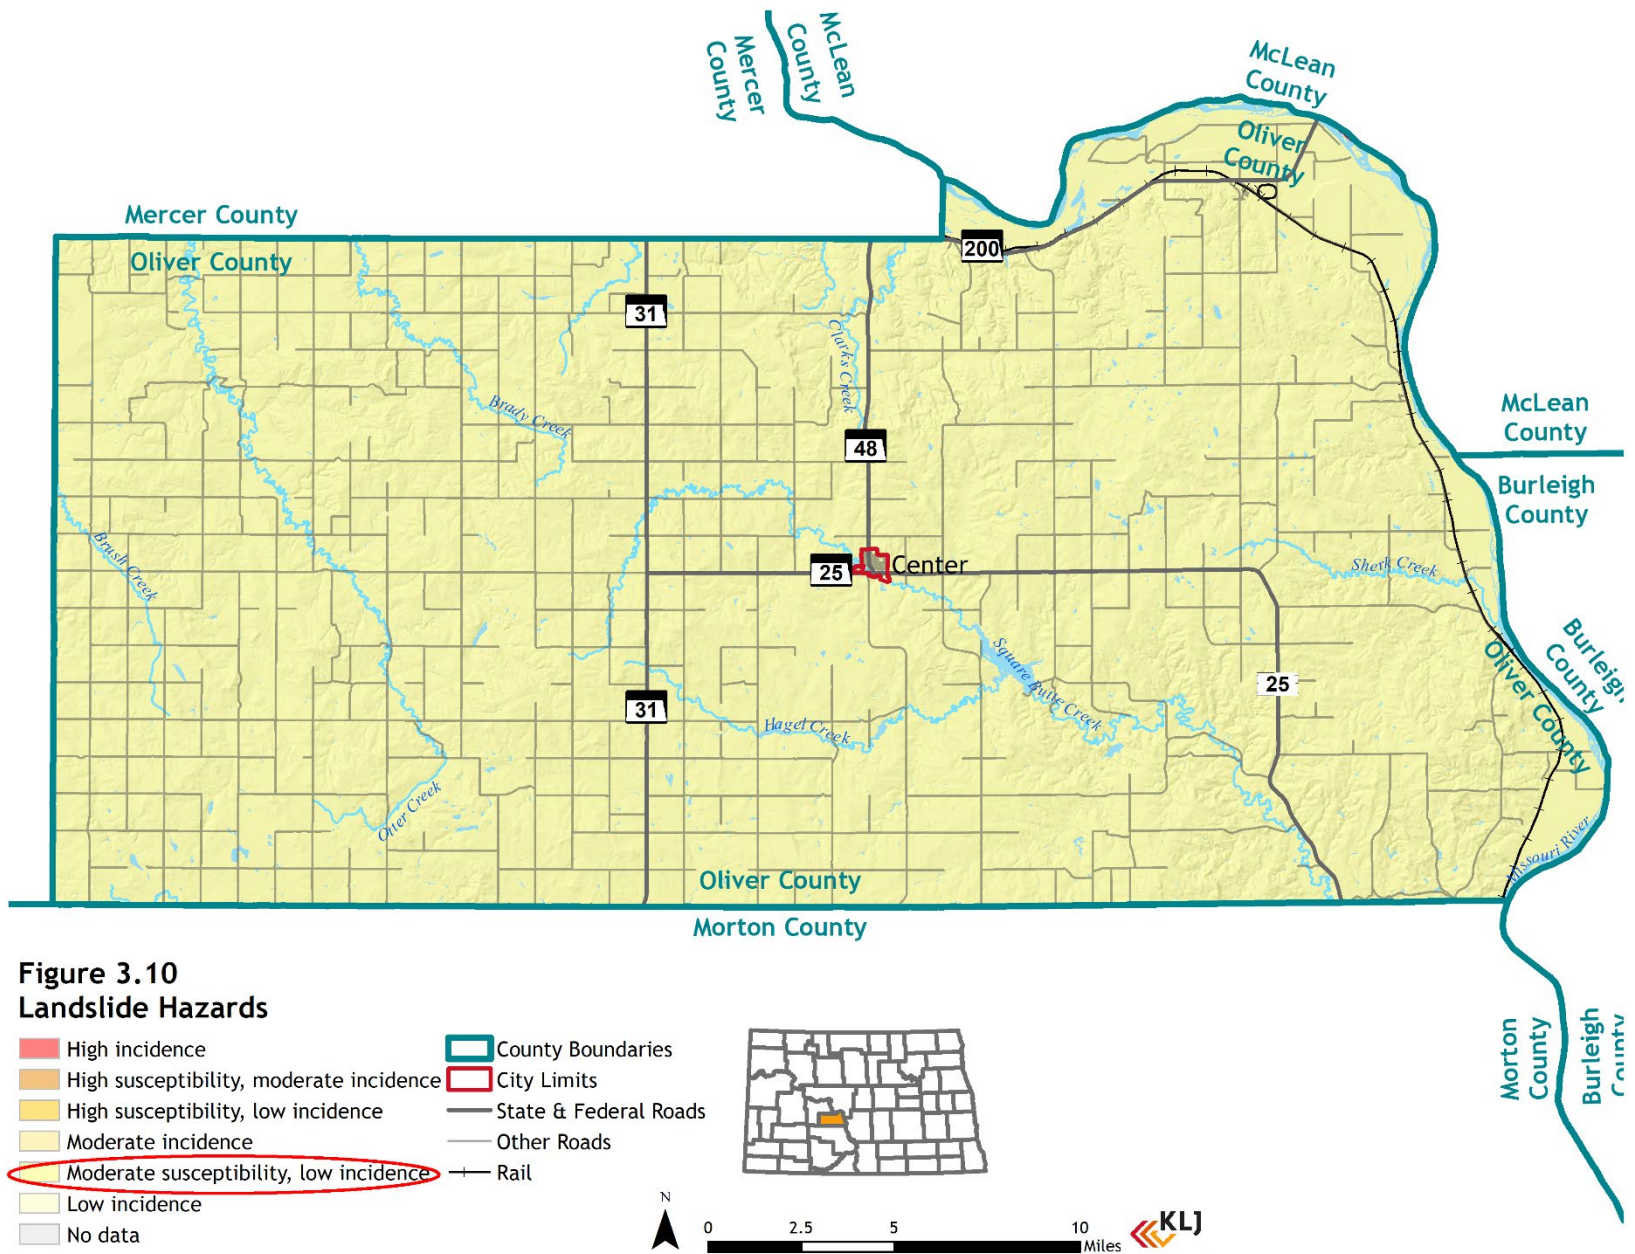 McLean
County
Mercer
County
McLean
County
Oliver
County
Mercer County
Oliver County
200
31
Clarks Creek
48
Brady Creek
McLean
County
Burleigh
County
Brush Creek
25
Center
Sherk Creek
Burleigh
County
Oliver County
Square Butte Creek
25
31
Hagel Creek
Otter Creek
Missouri River
Oliver County
Morton County
Morton
County
Burleigh
County
Figure 3.10
Landslide Hazards
High incidence
High susceptibility, moderate incidence
High susceptibility, low incidence
Moderate incidence
Moderate susceptibility, low incidence
Low incidence
No data
County Boundaries
City Limits
State & Federal Roads
Other Roads
Rail
N
0 2.5 5 10
Miles
KLJ